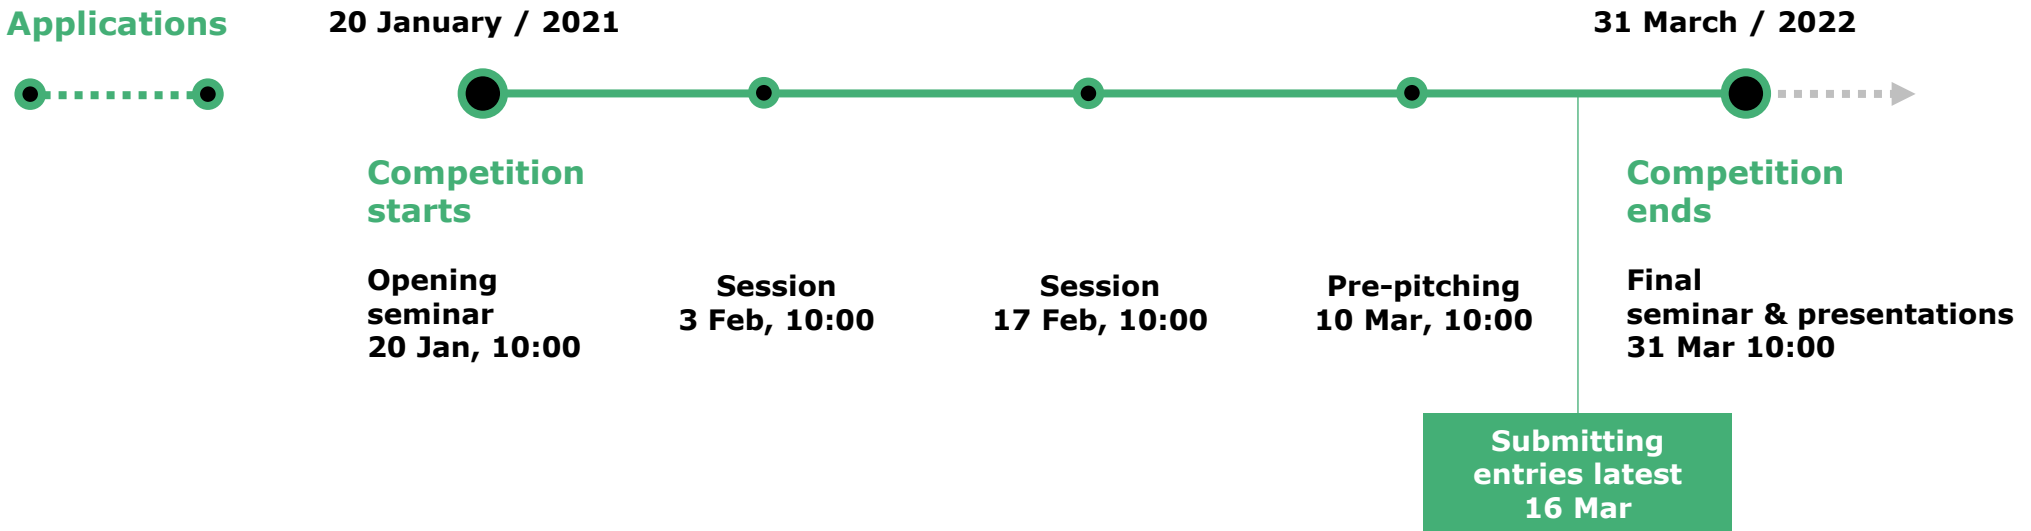 Applications
20 January / 2021
31 March / 2022
Competition
starts
Competition
ends
Opening
seminar
20 Jan, 10:00
Session
3 Feb, 10:00
Session
17 Feb, 10:00
Pre-pitching
10 Mar, 10:00
Final
seminar & presentations
31 Mar 10:00
Submitting
entries latest
16 Mar